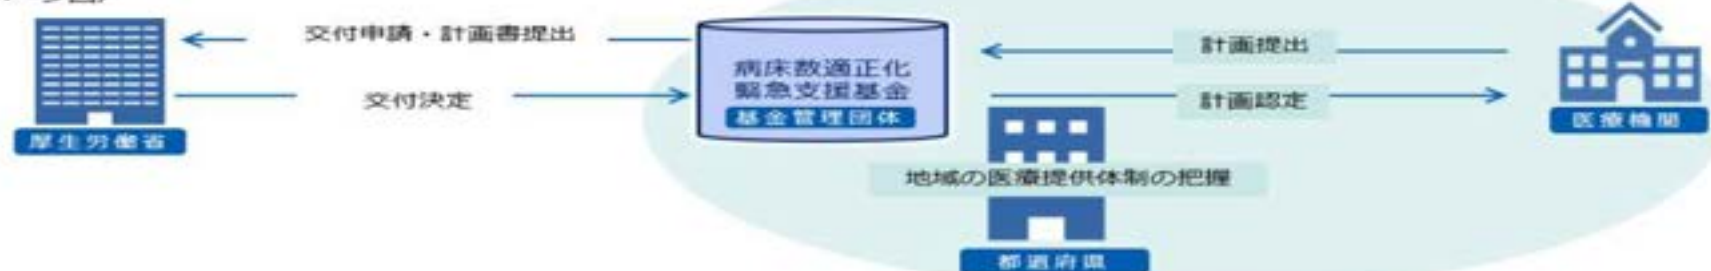 交付申請・計画書提出
計画提出
病床数適正化
緊急支援基金
交付決定
計画認定
基金管理団体
厚生労働省
医療機関
地域の医療提供体制の把握
都道府県